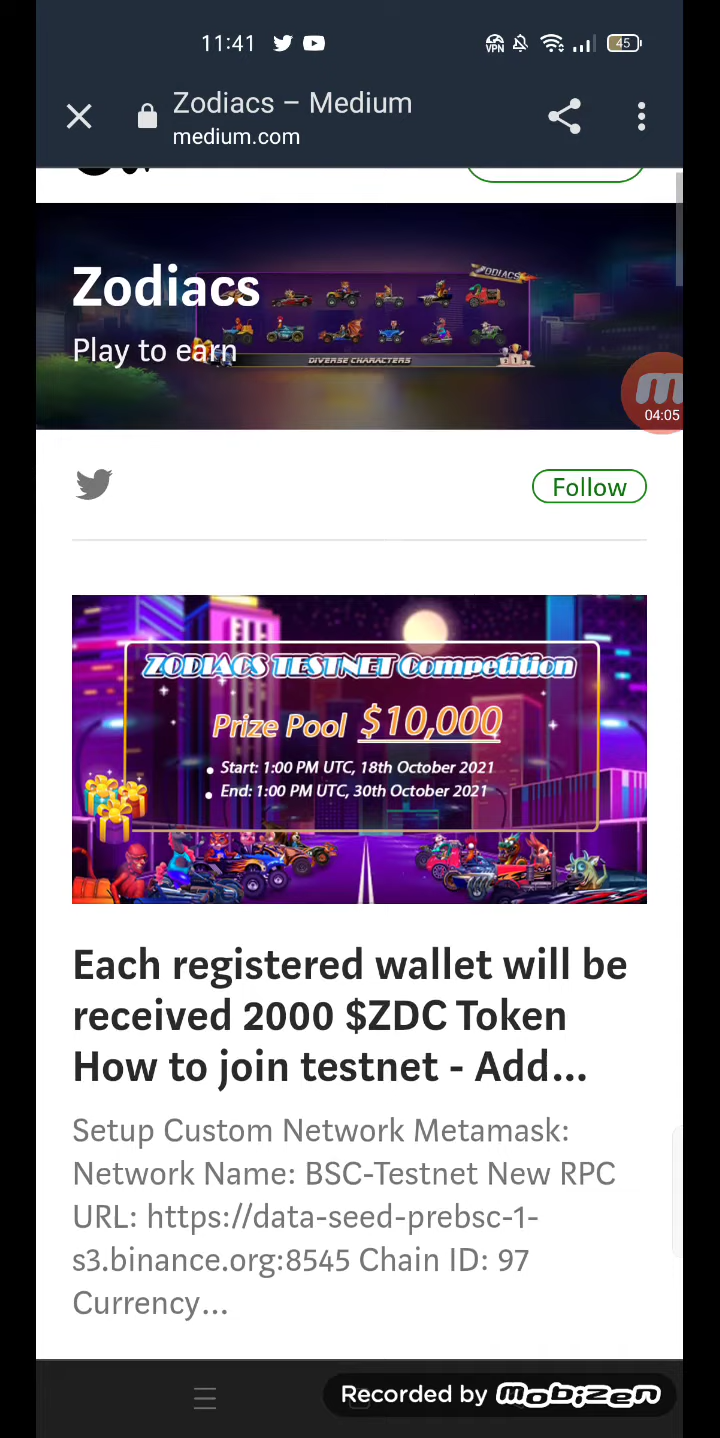 11:41
VPN
45
Zodiacs – Medium
medium.com
Zodiacs
ZODIACS
Play to earn
DIVERSE CHARACTERS
04:05
Follow
ZODIACS TESTNET Competition
Prize Pool $10,000
• Start: 1:00 PM UTC, 18th October 2021
• End: 1:00 PM UTC, 30th October 2021
Each registered wallet will be
received 2000 $ZDC Token
How to join testnet - Add...
Setup Custom Network Metamask:
Network Name: BSC-Testnet New RPC
URL: https://data-seed-prebsc-1-
s3.binance.org:8545 Chain ID: 97
Currency...
Recorded by mobizen